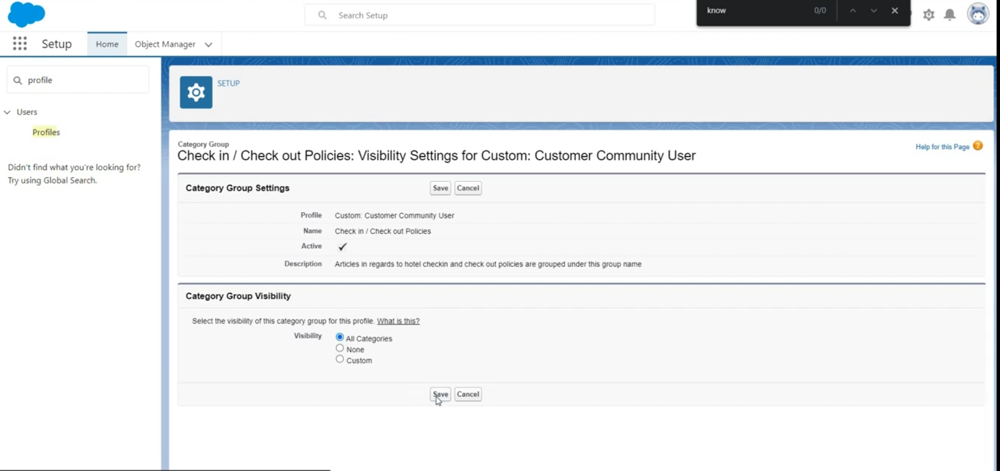 Search Setup
know 0/0
Setup Home Object Manager
profile
Users
Profiles
Didn't find what you're looking for?
Try using Global Search.
SETUP
Category Group
Check in / Check out Policies: Visibility Settings for Custom: Customer Community User
Help for this Page ?
Category Group Settings Save Cancel
Profile Custom: Customer Community User
Name Check in / Check out Policies
Active
Description Articles in regards to hotel checkin and check out policies are grouped under this group name
Category Group Visibility
Select the visibility of this category group for this profile. What is this?
Visibility All Categories
None
Custom
Save Cancel